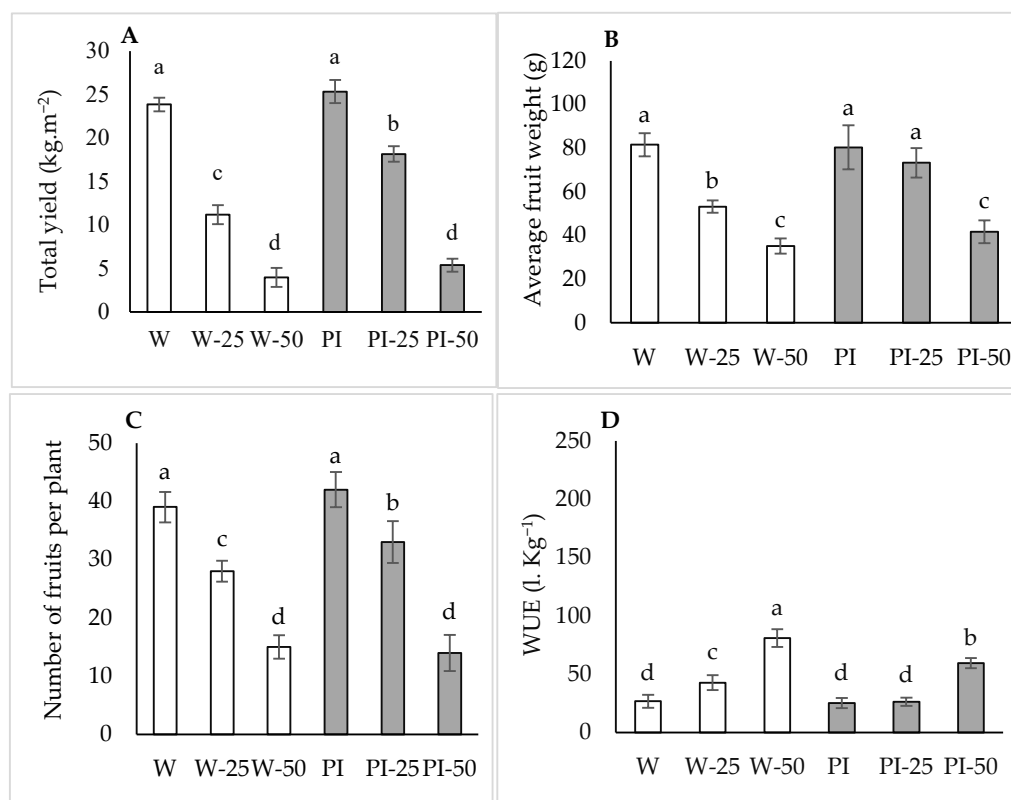 A
Total yield (kg.m⁻²)
30
25
20
15
10
5
0
a
c
d
a
b
d
W W-25 W-50 PI PI-25 PI-50
B
Average fruit weight (g)
120
100
80
60
40
20
0
a
b
c
a
a
c
W W-25 W-50 PI PI-25 PI-50
C
Number of fruits per plant
50
40
30
20
10
0
a
c
d
a
b
d
W W-25 W-50 PI PI-25 PI-50
D
WUE (l. Kg⁻¹)
250
200
150
100
50
0
d
c
a
d
d
b
W W-25 W-50 PI PI-25 PI-50